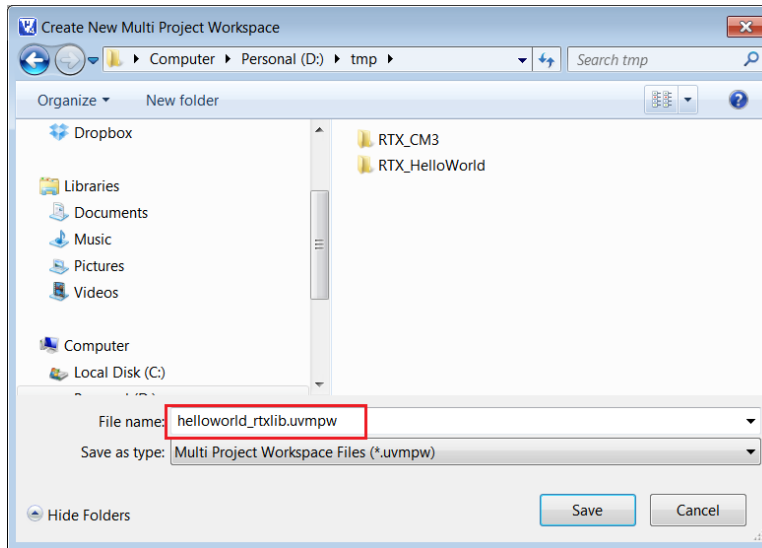 Create New Multi Project Workspace
Computer Personal (D:) tmp
Search tmp
Organize New folder
Dropbox
Libraries
Documents
Music
Pictures
Videos
Computer
Local Disk (C:)
RTX_CM3
RTX_HelloWorld
File name: helloworld_rtxlib.uvmpw
Save as type: Multi Project Workspace Files (*.uvmpw)
Hide Folders
Save
Cancel